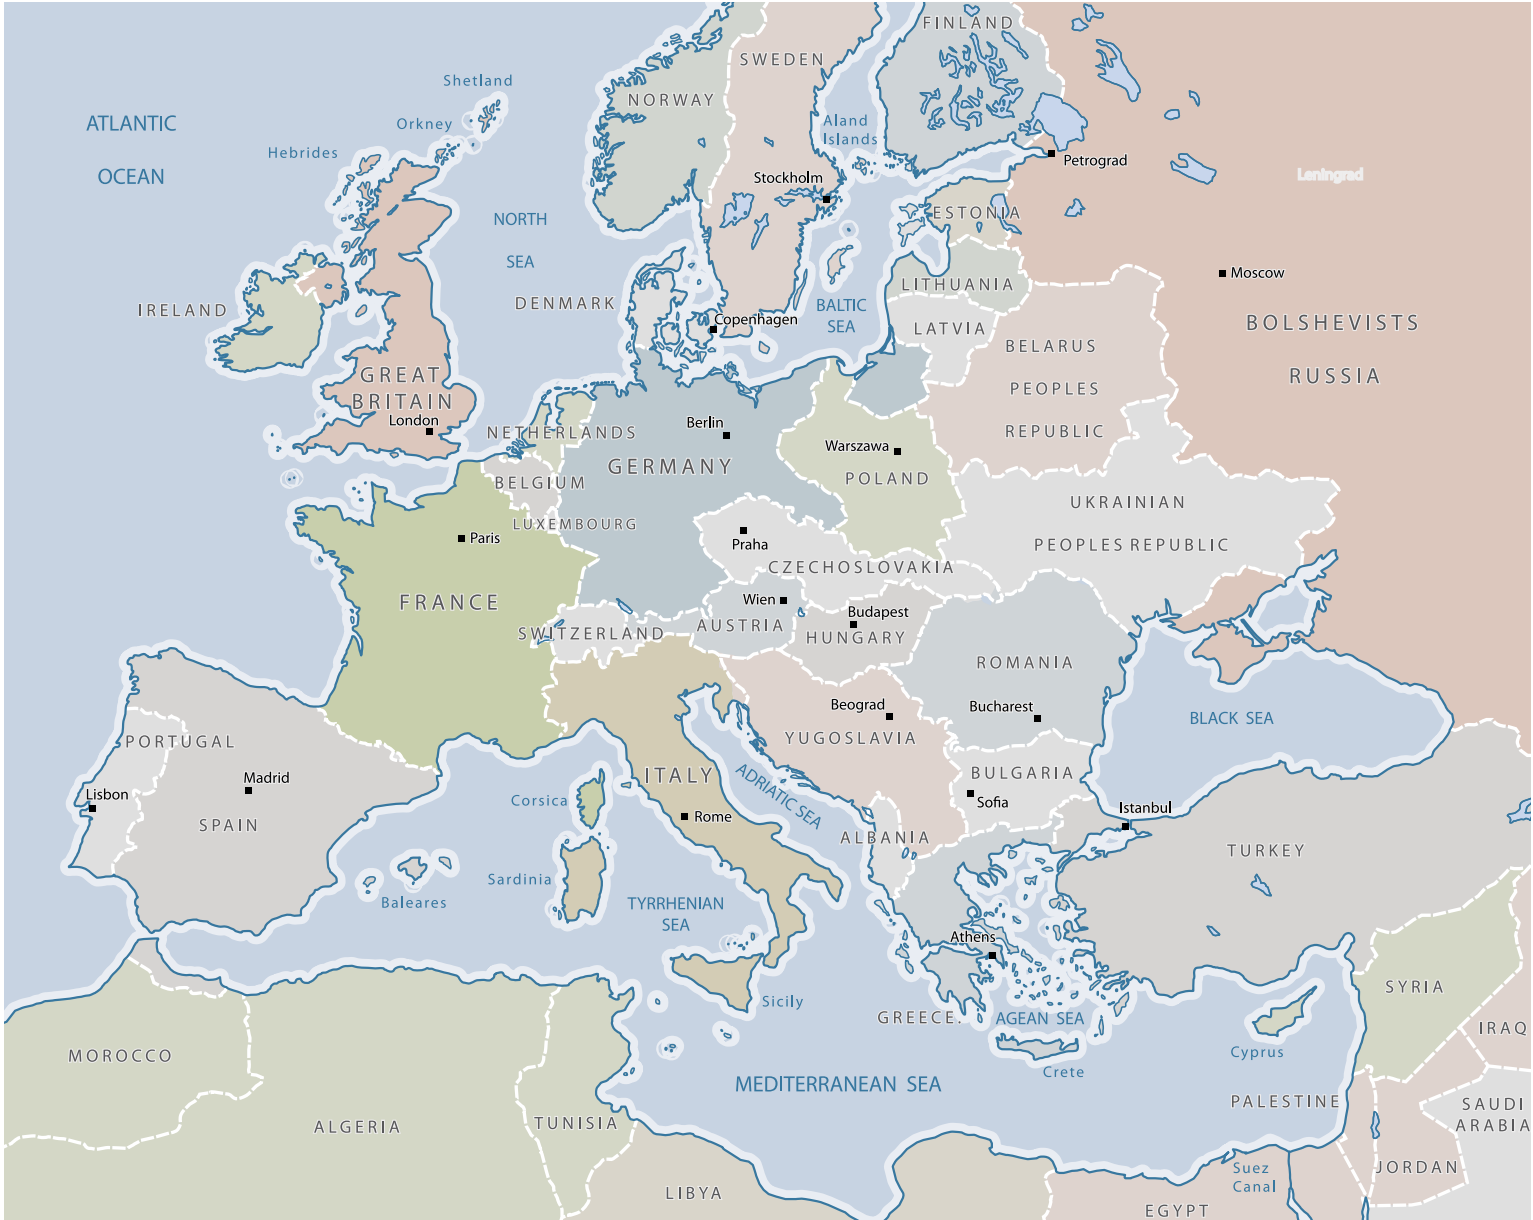 FINLAND
SWEDEN
Shetland
NORWAY
ATLANTIC
OCEAN
Orkney
Aland
Islands
Hebrides
Petrograd
Leningrad
Stockholm
NORTH
SEA
ESTONIA
Moscow
LITHUANIA
IRELAND
DENMARK
BALTIC
SEA
Copenhagen
LATVIA
BOLSHEVISTS
RUSSIA
BELARUS
PEOPLES
REPUBLIC
GREAT
BRITAIN
London
NETHERLANDS
Berlin
GERMANY
Warszawa
POLAND
BELGIUM
LUXEMBOURG
UKRAINIAN
PEOPLES REPUBLIC
Paris
Praha
CZECHOSLOVAKIA
FRANCE
Wien
AUSTRIA
Budapest
HUNGARY
SWITZERLAND
ROMANIA
Beograd
Bucharest
BLACK SEA
YUGOSLAVIA
PORTUGAL
Madrid
Lisbon
SPAIN
ITALY
ADRIATIC SEA
BULGARIA
Sofia
Istanbul
Corsica
Rome
ALBANIA
TURKEY
Sardinia
Baleares
TYRRHENIAN
SEA
Athens
SYRIA
Sicily
GREECE.
AGEAN SEA
IRAQ
Cyprus
MOROCCO
Crete
MEDITERRANEAN SEA
PALESTINE
SAUDI
ARABIA
ALGERIA
TUNISIA
Suez
Canal
JORDAN
LIBYA
EGYPT